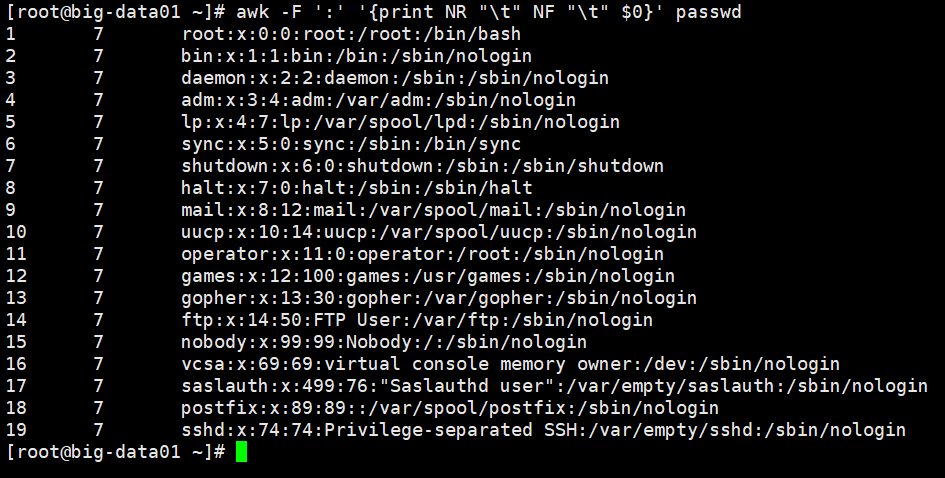 [root@big-data01 ~]# awk -F ':' '{print NR "\t" NF "\t" $0}' passwd
1 7 root:x:0:0:root:/root:/bin/bash
2 7 bin:x:1:1:bin:/bin:/sbin/nologin
3 7 daemon:x:2:2:daemon:/sbin:/sbin/nologin
4 7 adm:x:3:4:adm:/var/adm:/sbin/nologin
5 7 lp:x:4:7:lp:/var/spool/lpd:/sbin/nologin
6 7 sync:x:5:0:sync:/sbin:/bin/sync
7 7 shutdown:x:6:0:shutdown:/sbin:/sbin/shutdown
8 7 halt:x:7:0:halt:/sbin:/sbin/halt
9 7 mail:x:8:12:mail:/var/spool/mail:/sbin/nologin
10 7 uucp:x:10:14:uucp:/var/spool/uucp:/sbin/nologin
11 7 operator:x:11:0:operator:/root:/sbin/nologin
12 7 games:x:12:100:games:/usr/games:/sbin/nologin
13 7 gopher:x:13:30:gopher:/var/gopher:/sbin/nologin
14 7 ftp:x:14:50:FTP User:/var/ftp:/sbin/nologin
15 7 nobody:x:99:99:Nobody:/:/sbin/nologin
16 7 vcsa:x:69:69:virtual console memory owner:/dev:/sbin/nologin
17 7 saslauth:x:499:76:"Saslauthd user":/var/empty/saslauth:/sbin/nologin
18 7 postfix:x:89:89::/var/spool/postfix:/sbin/nologin
19 7 sshd:x:74:74:Privilege-separated SSH:/var/empty/sshd:/sbin/nologin
[root@big-data01 ~]#